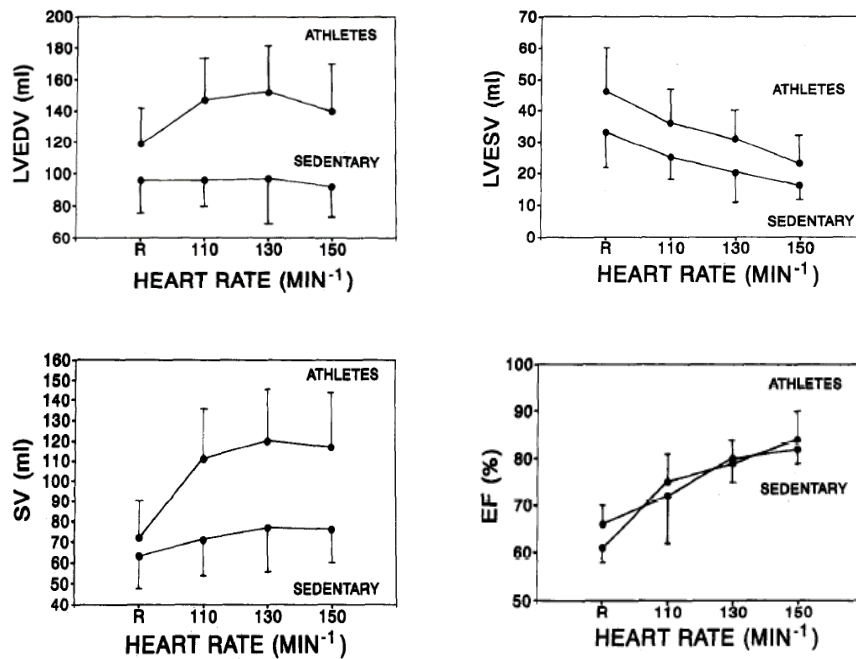 LVEDV (ml)
200
180
160
140
120
100
80
60
ATHLETES
SEDENTARY
R 110 130 150
HEART RATE (MIN-1)
LVESV (ml)
70
60
50
40
30
20
10
0
ATHLETES
SEDENTARY
R 110 130 150
HEART RATE (MIN-1)
SV (ml)
160
150
140
130
120
110
100
90
80
70
60
50
40
ATHLETES
SEDENTARY
R 110 130 150
HEART RATE (MIN-1)
EF (%)
100
90
80
70
60
50
ATHLETES
SEDENTARY
R 110 130 150
HEART RATE (MIN-1)